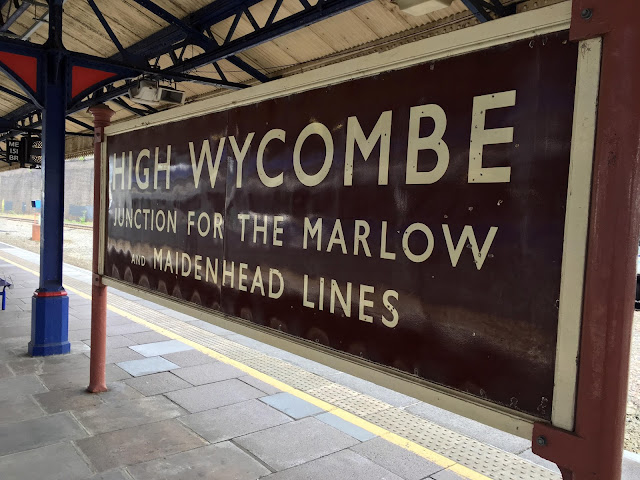 HIGH WYCOMBE
JUNCTION FOR THE MARLOW
AND MAIDENHEAD LINES